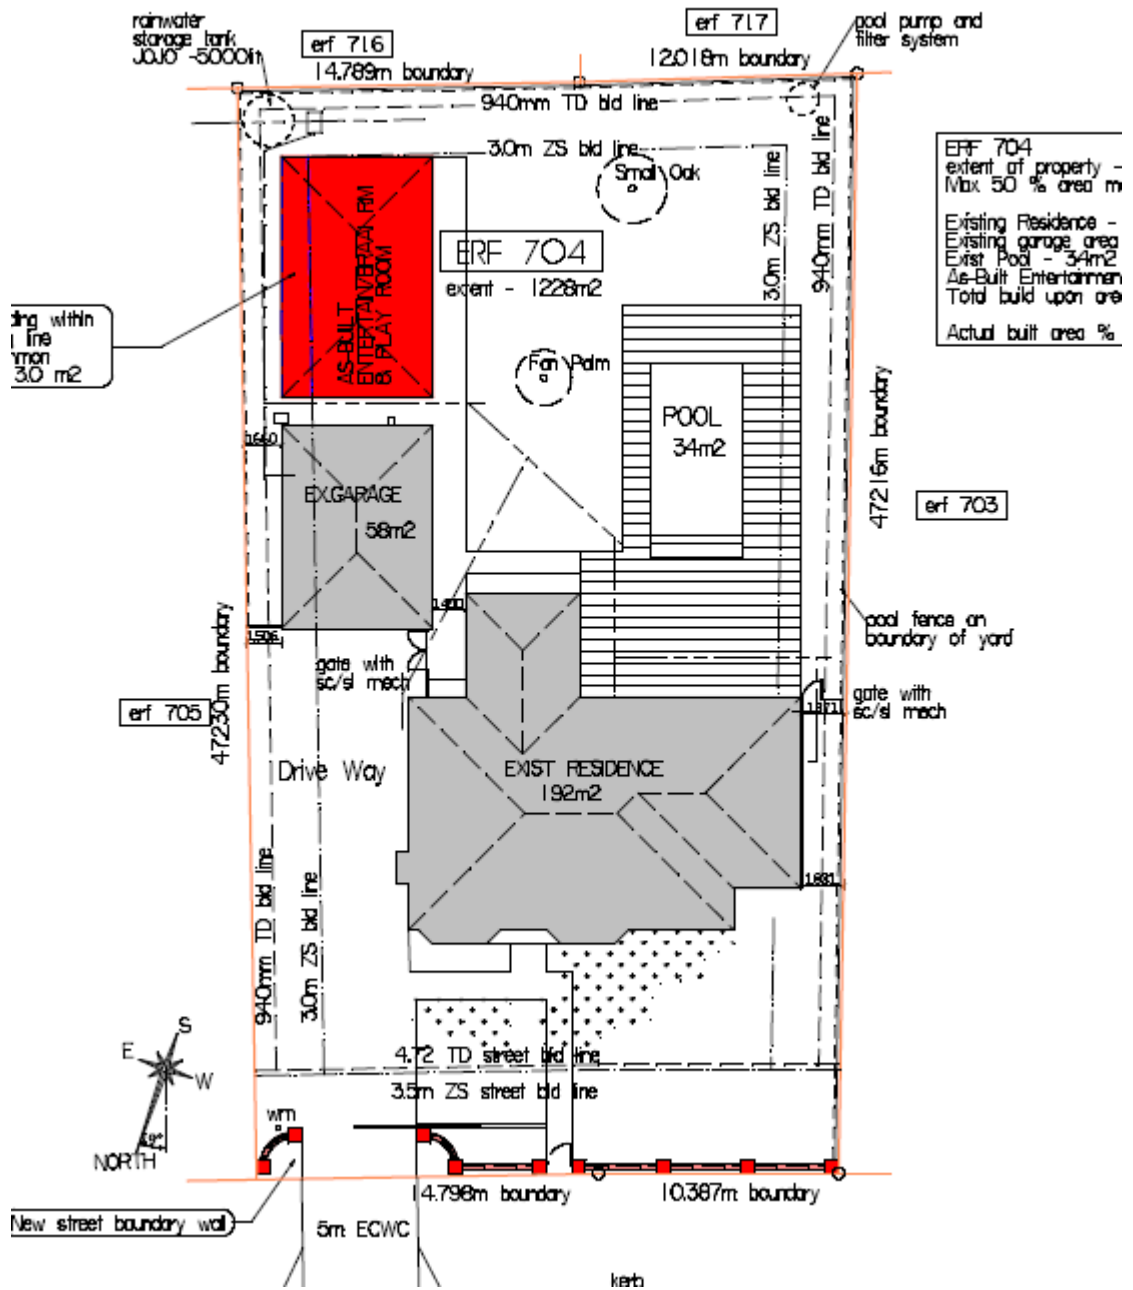 rainwater
storage tank
JOJO -5000lit
erf 716
14.789m boundary
erf 717
12.018m boundary
pool pump and
filter system
940mm TD bld line
3.0m ZS bld line
Small Oak
3.0m ZS bld line
940mm TD bld line
ERF 704
extent of property -
Max 50 % area
Existing Residence -
Existing garage area
Exist Pool - 34m2
As-Built
Total build upon
Actual built area %
AS-BUILT
ENTERTAIN/BRAAI RM
& PLAY ROOM
ERF 704
extent - 1228m2
within
line
3.0 m2
Fan Palm
POOL
34m2
47.216m boundary
erf 703
1.660
EX.GARAGE
58m2
1.506
gate with
sc/sl mech
pool fence on
boundary of yard
gate with
sc/sl mech
1.871
47.230m boundary
erf 705
Drive Way
EXIST RESIDENCE
192m2
940mm TD bld line
3.0m ZS bld line
S
E
W
NORTH
4.72 TD street bld line
3.5m ZS street bld line
wm
14.798m boundary
10.387m boundary
New street boundary wall
5m ECWC
kerb